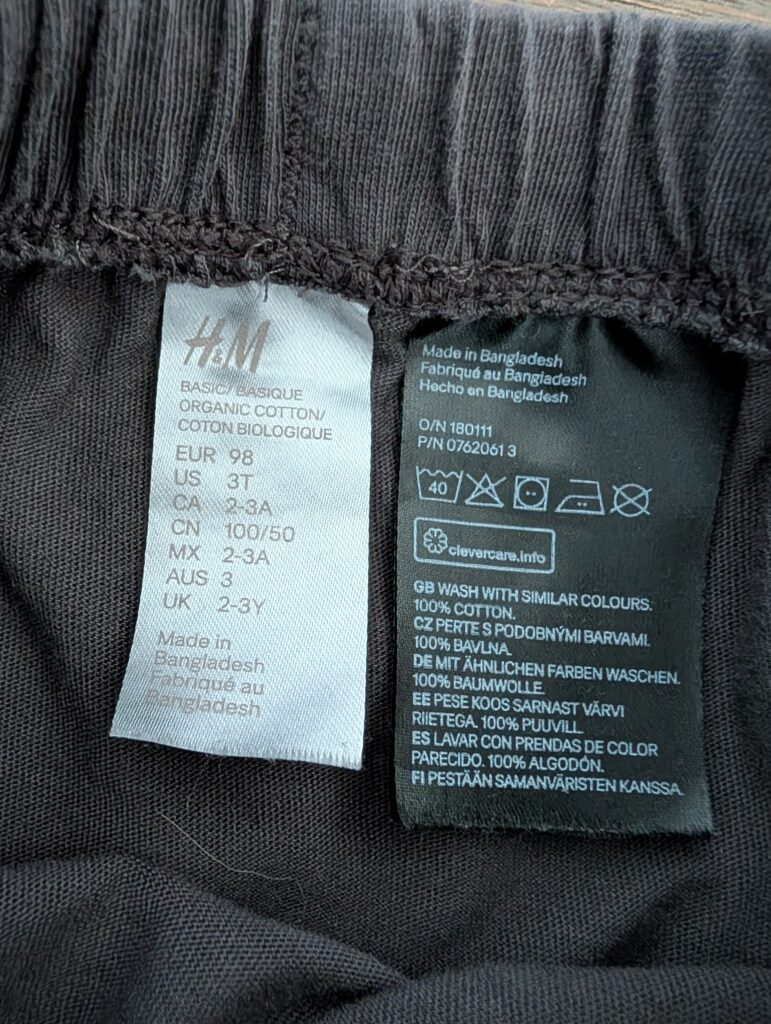 H&M
BASIC/BASIQUE
ORGANIC COTTON/
COTON BIOLOGIQUE
EUR 98
US 3T
CA 2-3A
CN 100/50
MX 2-3A
AUS 3
UK 2-3Y
Made in
Bangladesh
Fabriqué au
Bangladesh
Made in Bangladesh
Fabriqué au Bangladesh
Hecho en Bangladesh
O/N 180111
P/N 0762061 3
40
clevercare.info
GB WASH WITH SIMILAR COLOURS.
100% COTTON.
CZ PERTE S PODOBNÝMI BARVAMI.
100% BAVLNA.
DE MIT ÄHNLICHEN FARBEN WASCHEN.
100% BAUMWOLLE.
EE PESE KOOS SARNAST VÄRVI
RIIETEGA. 100% PUUVILL.
ES LAVAR CON PRENDAS DE COLOR
PARECIDO. 100% ALGODÓN.
FI PESTÄÄN SAMANVÄRISTEN KANSSA.